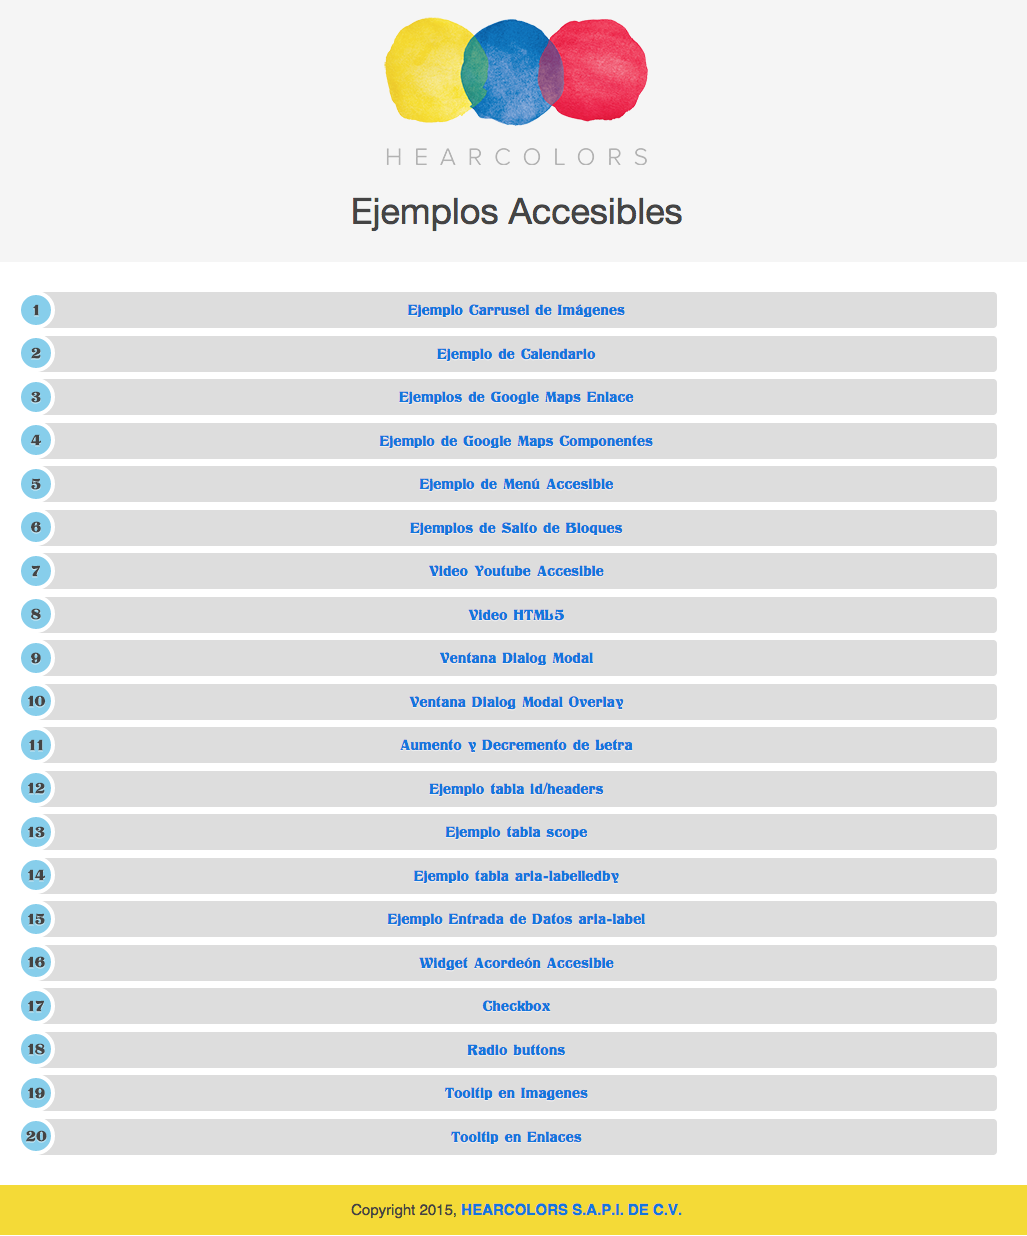 HEARCOLORS
Ejemplos Accesibles
1 Ejemplo Carrusel de Imágenes
2 Ejemplo de Calendario
3 Ejemplos de Google Maps Enlace
4 Ejemplo de Google Maps Componentes
5 Ejemplo de Menú Accesible
6 Ejemplos de Salto de Bloques
7 Video Youtube Accesible
8 Video HTML5
9 Ventana Dialog Modal
10 Ventana Dialog Modal Overlay
11 Aumento y Decremento de Letra
12 Ejemplo tabla id/headers
13 Ejemplo tabla scope
14 Ejemplo tabla aria-labelledby
15 Ejemplo Entrada de Datos aria-label
16 Widget Acordeón Accesible
17 Checkbox
18 Radio buttons
19 Tooltip en Imagenes
20 Tooltip en Enlaces
Copyright 2015, HEARCOLORS S.A.P.I. DE C.V.